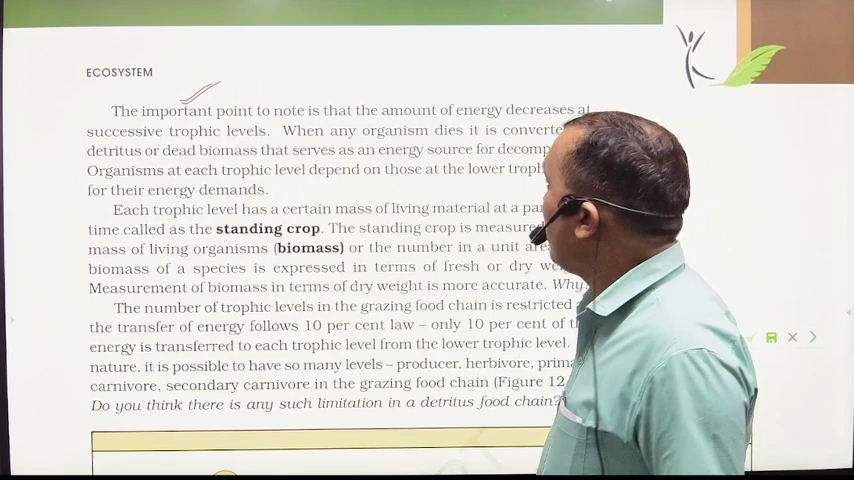 ECOSYSTEM
The important point to note is that the amount of energy decreases at
successive trophic levels. When any organism dies it is
detritus or dead biomass that serves as an energy source for
Organisms at each trophic level depend on those at the lower
for their energy demands.
Each trophic level has a certain mass of living material at a
time called as the standing crop. The standing crop is measured
mass of living organisms (biomass) or the number in a unit
biomass of a species is expressed in terms of fresh or dry
Measurement of biomass in terms of dry weight is more accurate. Why?
The number of trophic levels in the grazing food chain is restricted
the transfer of energy follows 10 per cent law – only 10 per cent of
energy is transferred to each trophic level from the lower trophic level.
nature, it is possible to have so many levels – producer, herbivore,
carnivore, secondary carnivore in the grazing food chain (Figure
Do you think there is any such limitation in a detritus food chain?